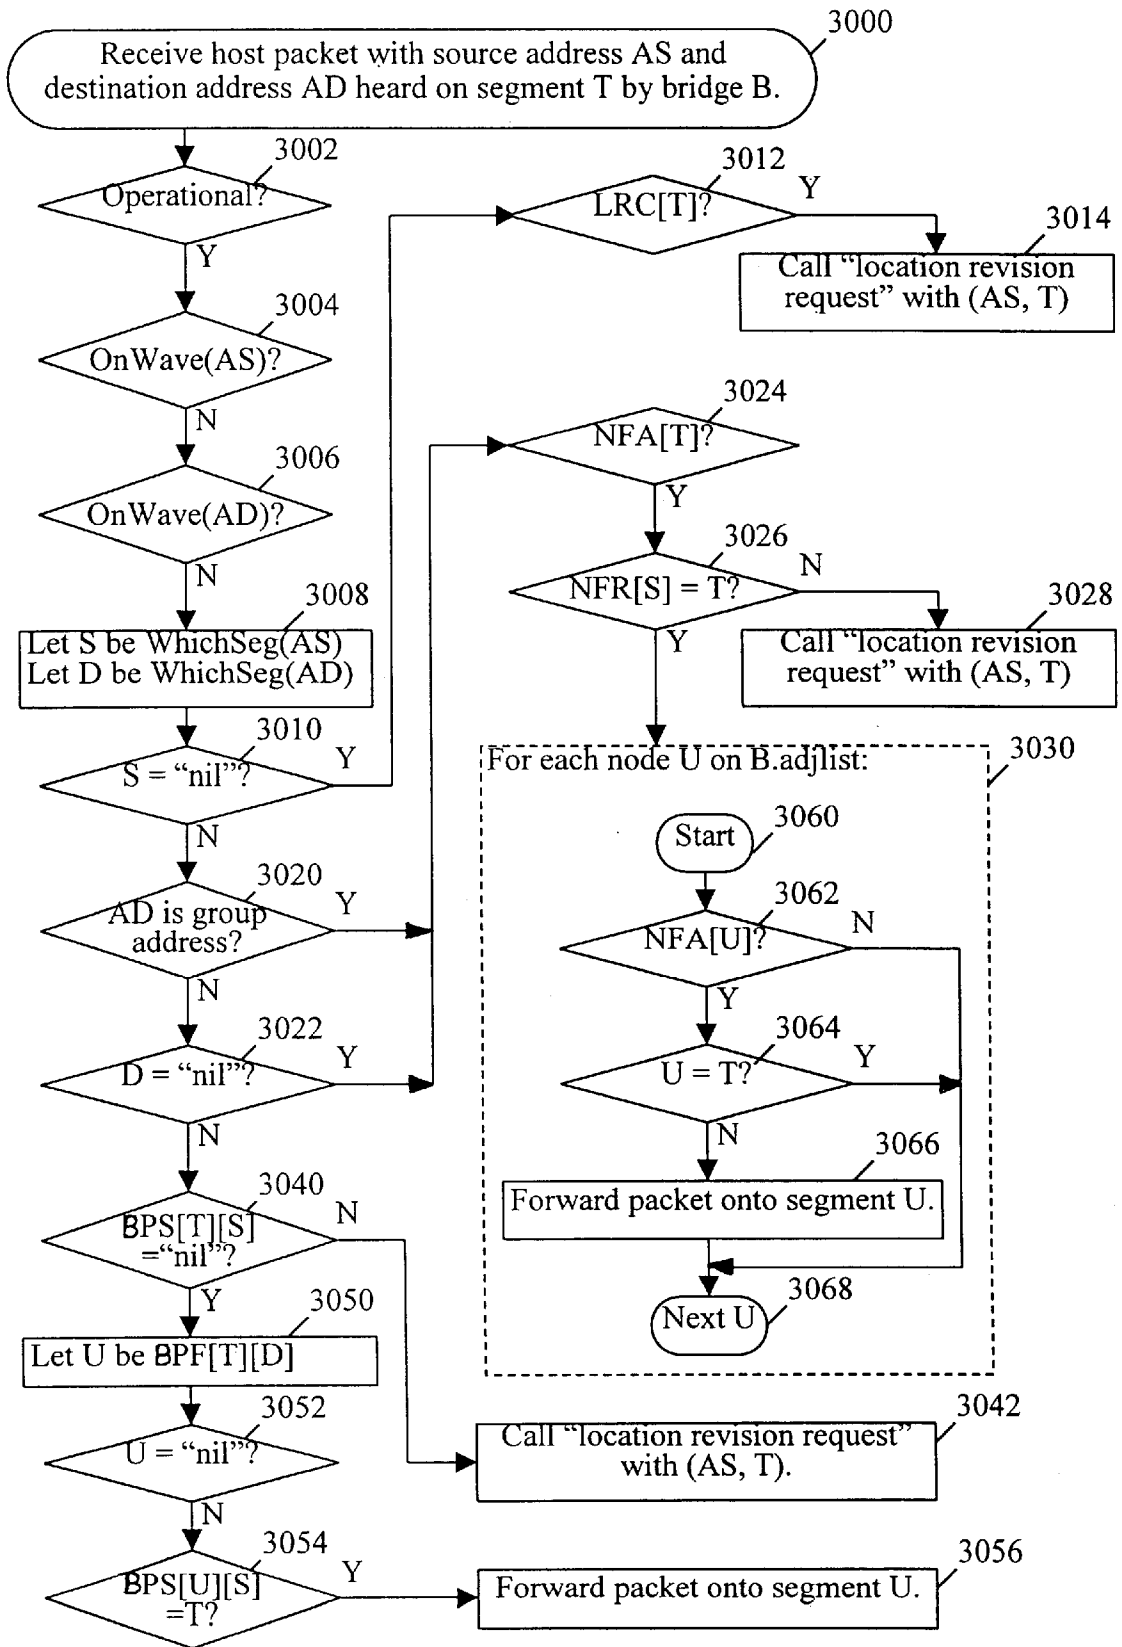 3000
Receive host packet with source address AS and
destination address AD heard on segment T by bridge B.
3002
Operational?
Y
3004
OnWave(AS)?
N
3006
OnWave(AD)?
N
3008
Let S be WhichSeg(AS)
Let D be WhichSeg(AD)
3010
S = “nil”?
Y
N
3020
AD is group
address?
Y
N
3022
D = “nil”?
Y
N
3040
BPS[T][S]
=“nil”?
N
Y
3050
Let U be BPF[T][D]
3052
U = “nil”?
N
3054
BPS[U][S]
=T?
Y
3012
LRC[T]?
Y
3014
Call “location revision
request” with (AS, T)
3024
NFA[T]?
Y
3026
NFR[S] = T?
N
Y
3028
Call “location revision
request” with (AS, T)
3030
For each node U on B.adjlist:
3060
Start
3062
NFA[U]?
N
Y
3064
U = T?
Y
N
3066
Forward packet onto segment U.
3068
Next U
3042
Call “location revision request”
with (AS, T).
3056
Forward packet onto segment U.